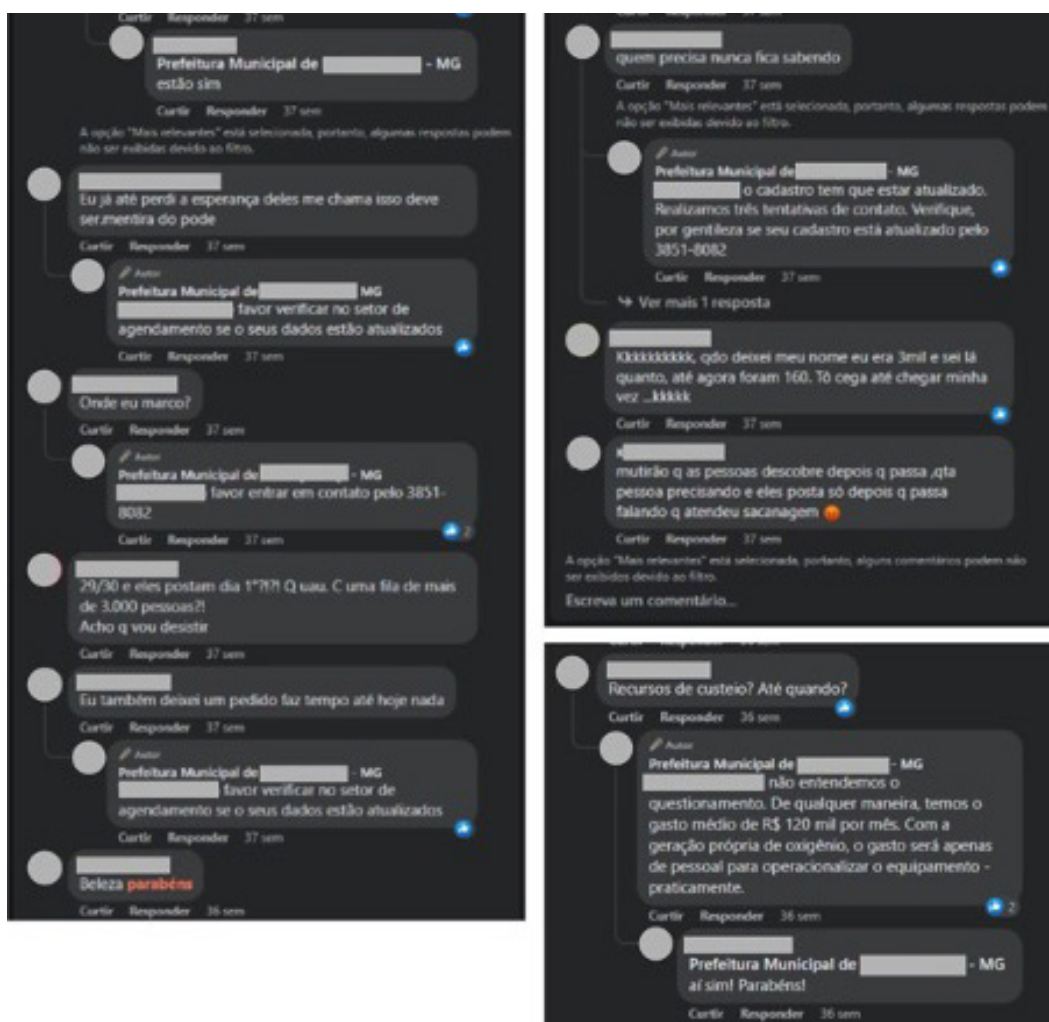 Curtir Responder 37 sem
Prefeitura Municipal de - MG
estão sim
Curtir Responder 37 sem
A opção "Mais relevantes" está selecionada, portanto, algumas respostas podem
não ser exibidas devido ao filtro.
Eu já até perdi a esperança deles me chama isso deve
ser.mentira do pode
Curtir Responder 37 sem
Autor
Prefeitura Municipal de MG
favor verificar no setor de
agendamento se o seus dados estão atualizados
Curtir Responder 37 sem
Onde eu marco?
Curtir Responder 37 sem
Autor
Prefeitura Municipal de - MG
favor entrar em contato pelo 3851-
8082
2
Curtir Responder 37 sem
29/30 e eles postam dia 1°?!?! Q uau. C uma fila de mais
de 3.000 pessoas?!
Acho q vou desistir
Curtir Responder 37 sem
Eu também deixei um pedido faz tempo até hoje nada
Curtir Responder 37 sem
Autor
Prefeitura Municipal de - MG
favor verificar no setor de
agendamento se o seus dados estão atualizados
Curtir Responder 37 sem
Beleza parabéns
Curtir Responder 36 sem
quem precisa nunca fica sabendo
Curtir Responder 37 sem
A opção "Mais relevantes" está selecionada, portanto, algumas respostas podem
não ser exibidas devido ao filtro.
Autor
Prefeitura Municipal de - MG
o cadastro tem que estar atualizado.
Realizamos três tentativas de contato. Verifique,
por gentileza se seu cadastro está atualizado pelo
3851-8082
Curtir Responder 37 sem
Ver mais 1 resposta
Kkkkkkkkkk, qdo deixei meu nome eu era 3mil e sei lá
quanto, até agora foram 160. Tô cega até chegar minha
vez ...kkkkk
Curtir Responder 37 sem
mutirão q as pessoas descobre depois q passa ,qta
pessoa precisando e eles posta só depois q passa
falando q atendeu sacanagem
Curtir Responder 37 sem
A opção "Mais relevantes" está selecionada, portanto, alguns comentários podem não
ser exibidos devido ao filtro.
Escreva um comentário...
Recursos de custeio? Até quando?
Curtir Responder 36 sem
Autor
Prefeitura Municipal de - MG
não entendemos o
questionamento. De qualquer maneira, temos o
gasto médio de R$ 120 mil por mês. Com a
geração própria de oxigênio, o gasto será apenas
de pessoal para operacionalizar o equipamento -
praticamente.
2
Curtir Responder 36 sem
Prefeitura Municipal de - MG
aí sim! Parabéns!
Curtir Responder 36 sem